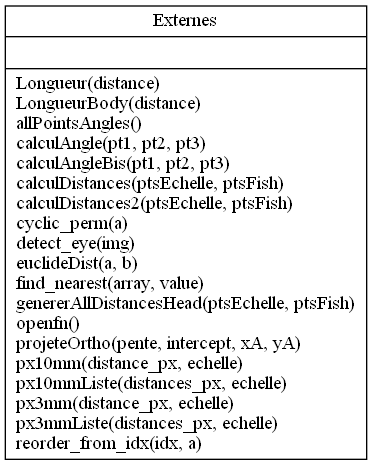 Externes
Longueur(distance)
LongueurBody(distance)
allPointsAngles()
calculAngle(pt1, pt2, pt3)
calculAngleBis(pt1, pt2, pt3)
calculDistances(ptsEchelle, ptsFish)
calculDistances2(ptsEchelle, ptsFish)
cyclic_perm(a)
detect_eye(img)
euclideDist(a, b)
find_nearest(array, value)
genererAllDistancesHead(ptsEchelle, ptsFish)
openfn()
projeteOrtho(pente, intercept, xA, yA)
px10mm(distance_px, echelle)
px10mmListe(distances_px, echelle)
px3mm(distance_px, echelle)
px3mmListe(distances_px, echelle)
reorder_from_idx(idx, a)